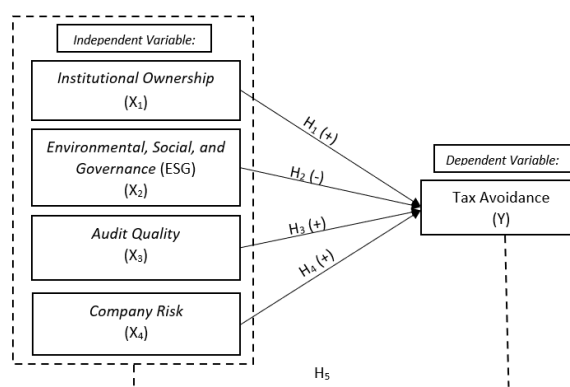 Independent Variable:
Institutional Ownership
(X₁)
Environmental, Social, and
Governance (ESG)
(X₂)
Audit Quality
(X₃)
Company Risk
(X₄)
H₁ (+)
H₂ (-)
H₃ (+)
H₄ (+)
Dependent Variable:
Tax Avoidance
(Y)
H₅